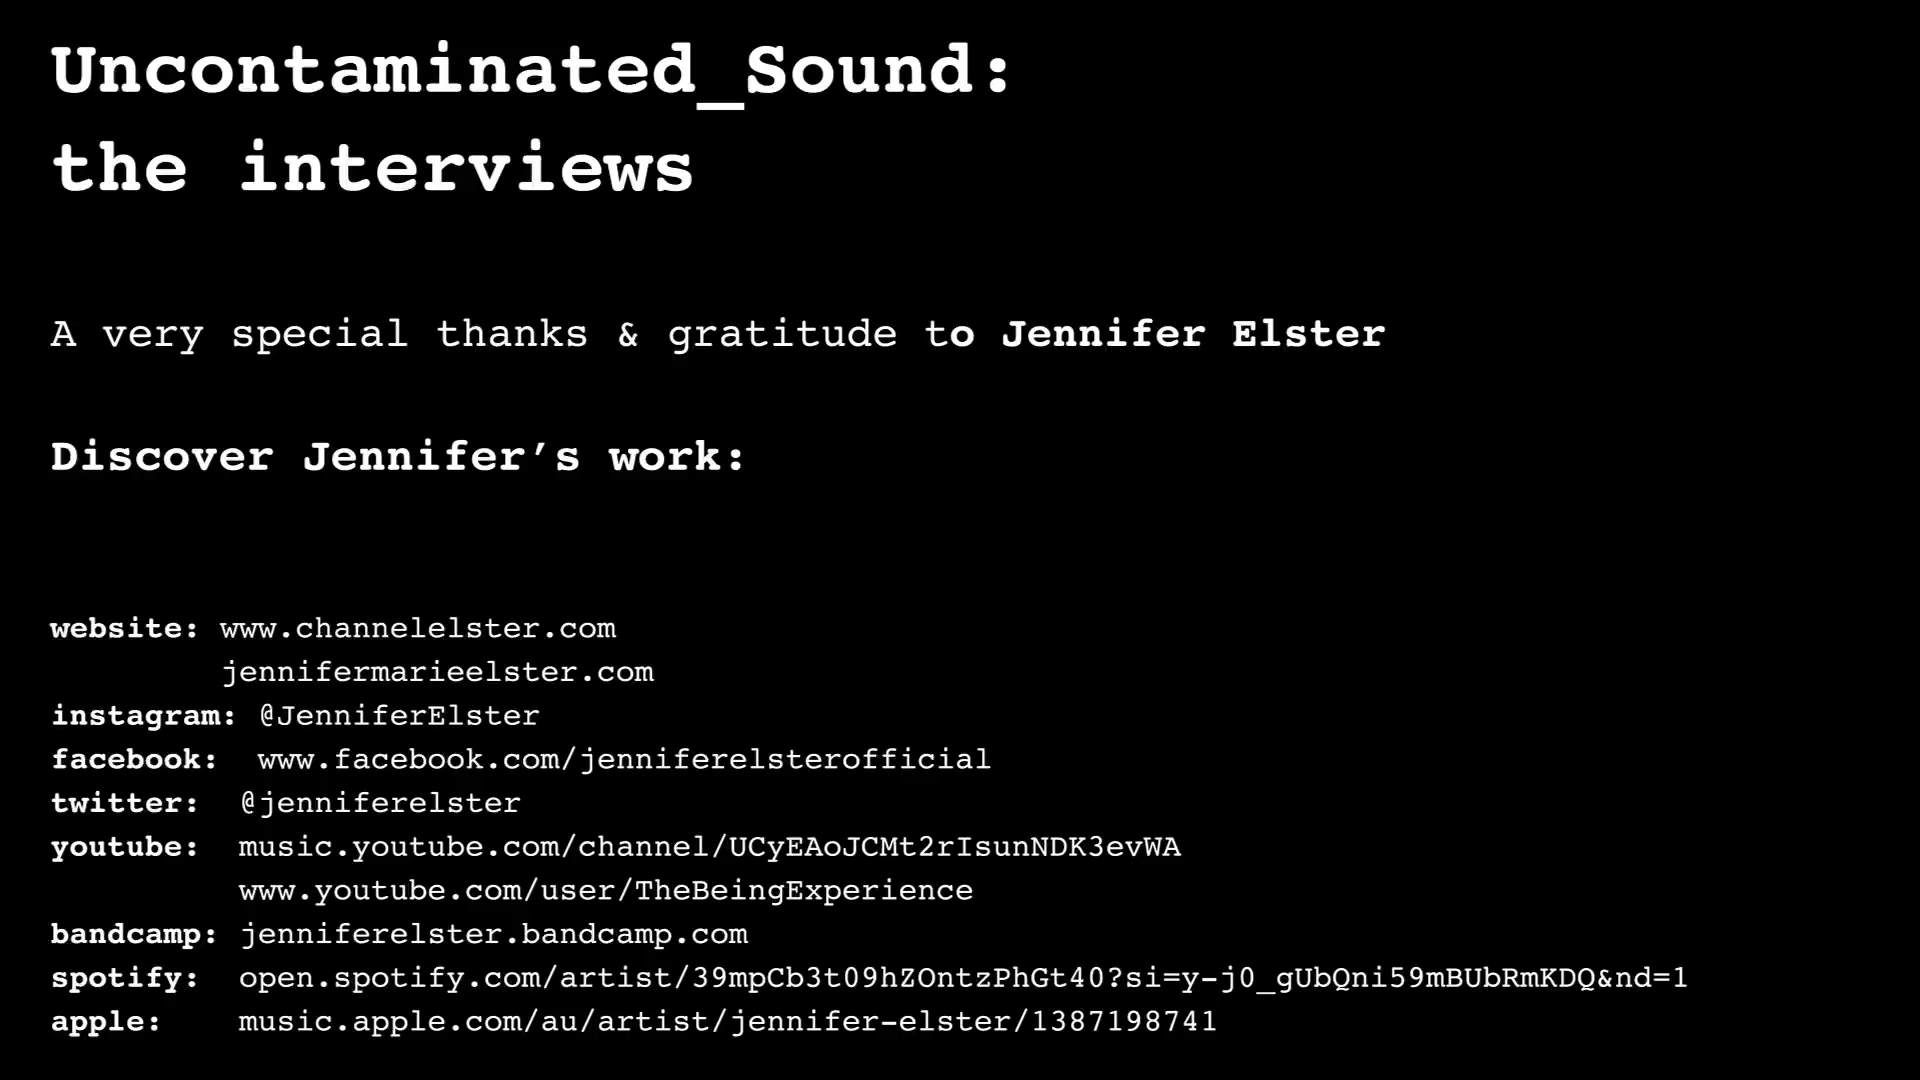 Uncontaminated_Sound:
the interviews
A very special thanks & gratitude to Jennifer Elster
Discover Jennifer’s work:
website: www.channelelster.com
jennifermarieelster.com
instagram: @JenniferElster
facebook: www.facebook.com/jenniferelsterofficial
twitter: @jenniferelster
youtube: music.youtube.com/channel/UCyEAoJCMt2rIsunNDK3evWA
www.youtube.com/user/TheBeingExperience
bandcamp: jenniferelster.bandcamp.com
spotify: open.spotify.com/artist/39mpCb3t09hZOntzPhGt40?si=y-j0_gUbQni59mBUbRmKDQ&nd=1
apple: music.apple.com/au/artist/jennifer-elster/1387198741